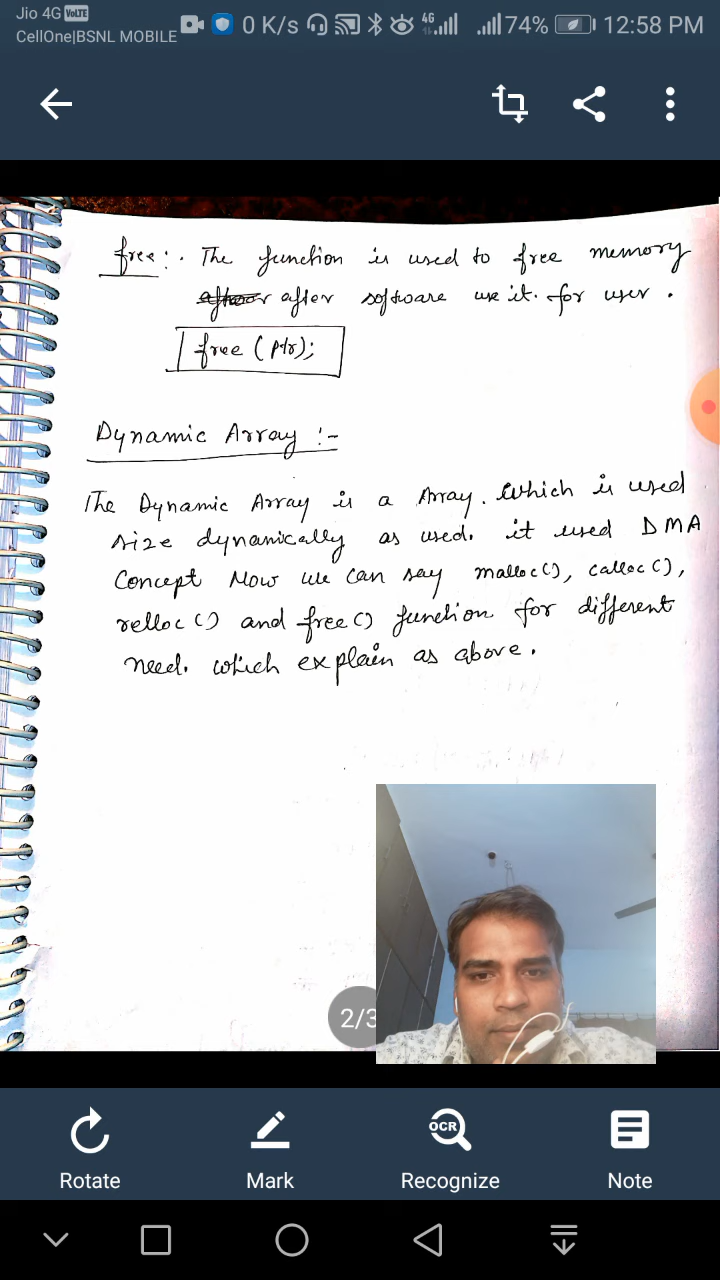 Jio 4G VoLTE
CellOne|BSNL MOBILE
0 K/s
4G
74%
12:58 PM
free:. The function is used to free memory
after software use it. for user.
free (ptr);
Dynamic Array :-
The Dynamic Array is a Array. which is used
size dynamically as used. it used DMA
Concept Now we can say malloc(), calloc(),
relloc() and free() function for different
need. which explain as above.
2/3
Rotate
Mark
OCR
Recognize
Note